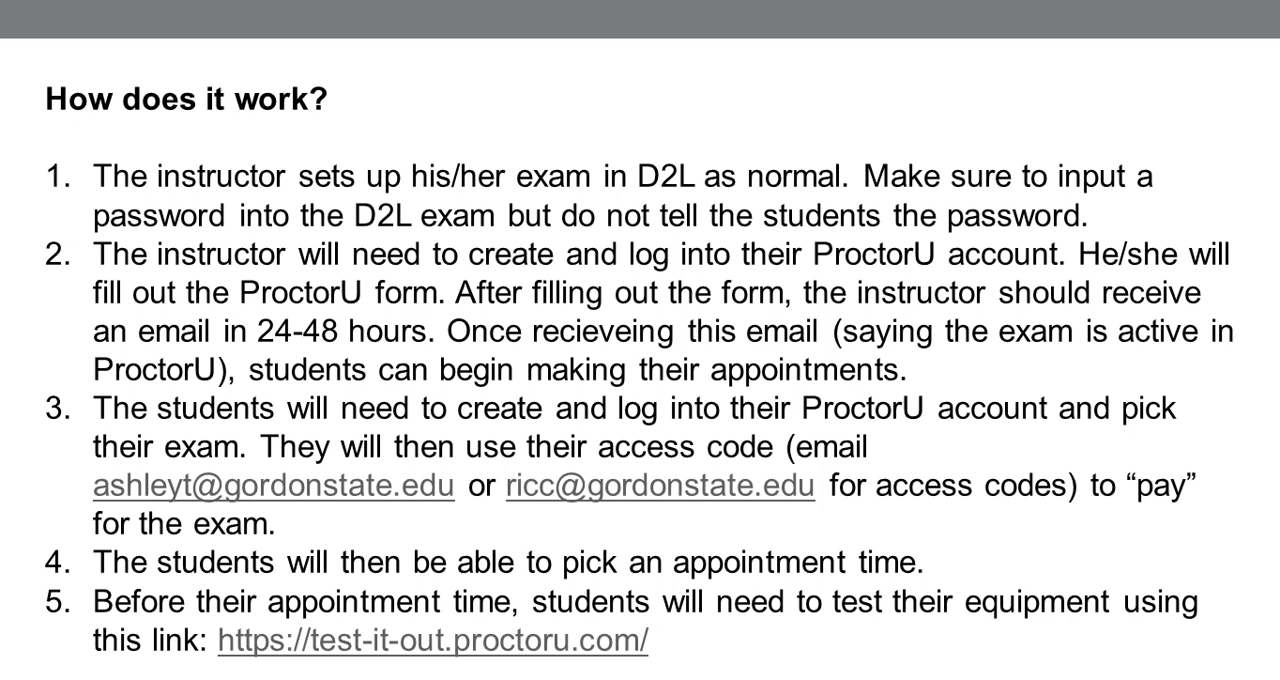 How does it work?
1. The instructor sets up his/her exam in D2L as normal. Make sure to input a
password into the D2L exam but do not tell the students the password.
2. The instructor will need to create and log into their ProctorU account. He/she will
fill out the ProctorU form. After filling out the form, the instructor should receive
an email in 24-48 hours. Once recieveing this email (saying the exam is active in
ProctorU), students can begin making their appointments.
3. The students will need to create and log into their ProctorU account and pick
their exam. They will then use their access code (email
ashleyt@gordonstate.edu or ricc@gordonstate.edu for access codes) to “pay”
for the exam.
4. The students will then be able to pick an appointment time.
5. Before their appointment time, students will need to test their equipment using
this link: https://test-it-out.proctoru.com/